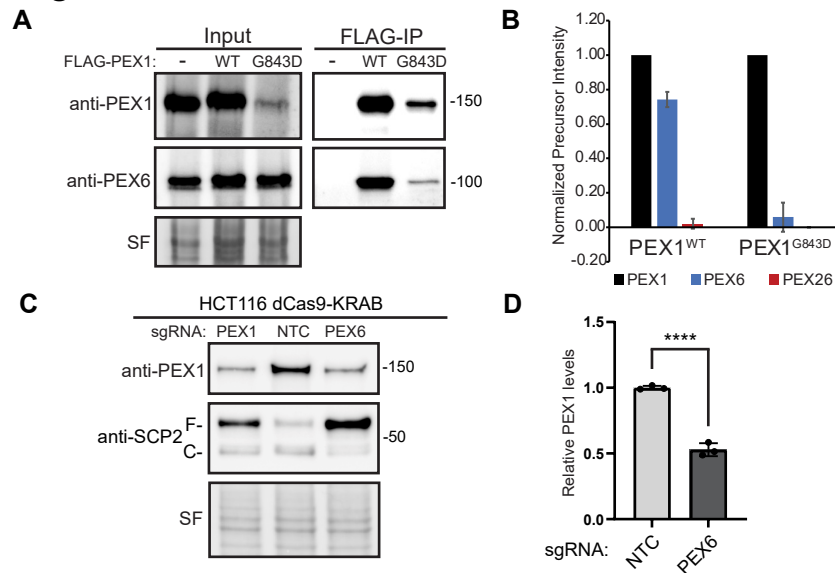 A
Input
FLAG-IP
FLAG-PEX1: - WT G843D - WT G843D
anti-PEX1
-150
anti-PEX6
-100
SF
B
Normalized Precursor Intensity
1.20
1.00
0.80
0.60
0.40
0.20
0.00
-0.20
PEX1WT PEX1G843D
PEX1 PEX6 PEX26
C
HCT116 dCas9-KRAB
sgRNA: PEX1 NTC PEX6
anti-PEX1
-150
anti-SCP2
F-
C-
-50
SF
D
Relative PEX1 levels
1.5
1.0
0.5
0.0
****
sgRNA: NTC PEX6